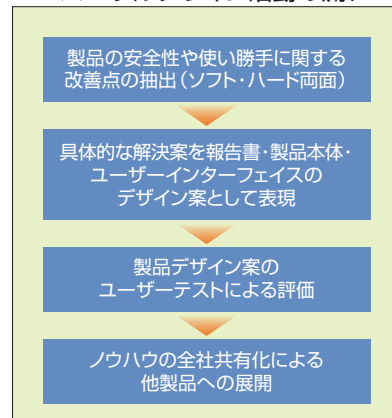 製品の安全性や使い勝手に関する
改善点の抽出（ソフト・ハード両面）
具体的な解決案を報告書・製品本体・
ユーザーインターフェイスの
デザイン案として表現
製品デザイン案の
ユーザーテストによる評価
ノウハウの全社共有化による
他製品への展開